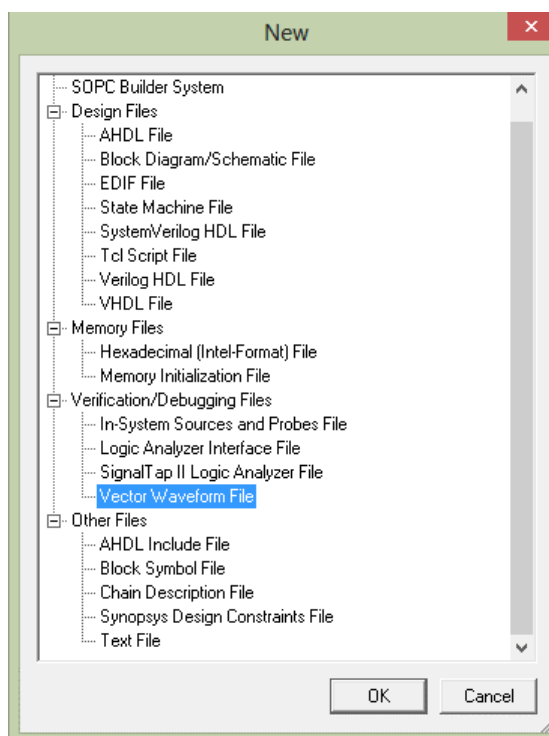 New
SOPC Builder System
Design Files
AHDL File
Block Diagram/Schematic File
EDIF File
State Machine File
SystemVerilog HDL File
Tcl Script File
Verilog HDL File
VHDL File
Memory Files
Hexadecimal (Intel-Format) File
Memory Initialization File
Verification/Debugging Files
In-System Sources and Probes File
Logic Analyzer Interface File
SignalTap II Logic Analyzer File
Vector Waveform File
Other Files
AHDL Include File
Block Symbol File
Chain Description File
Synopsys Design Constraints File
Text File
OK Cancel